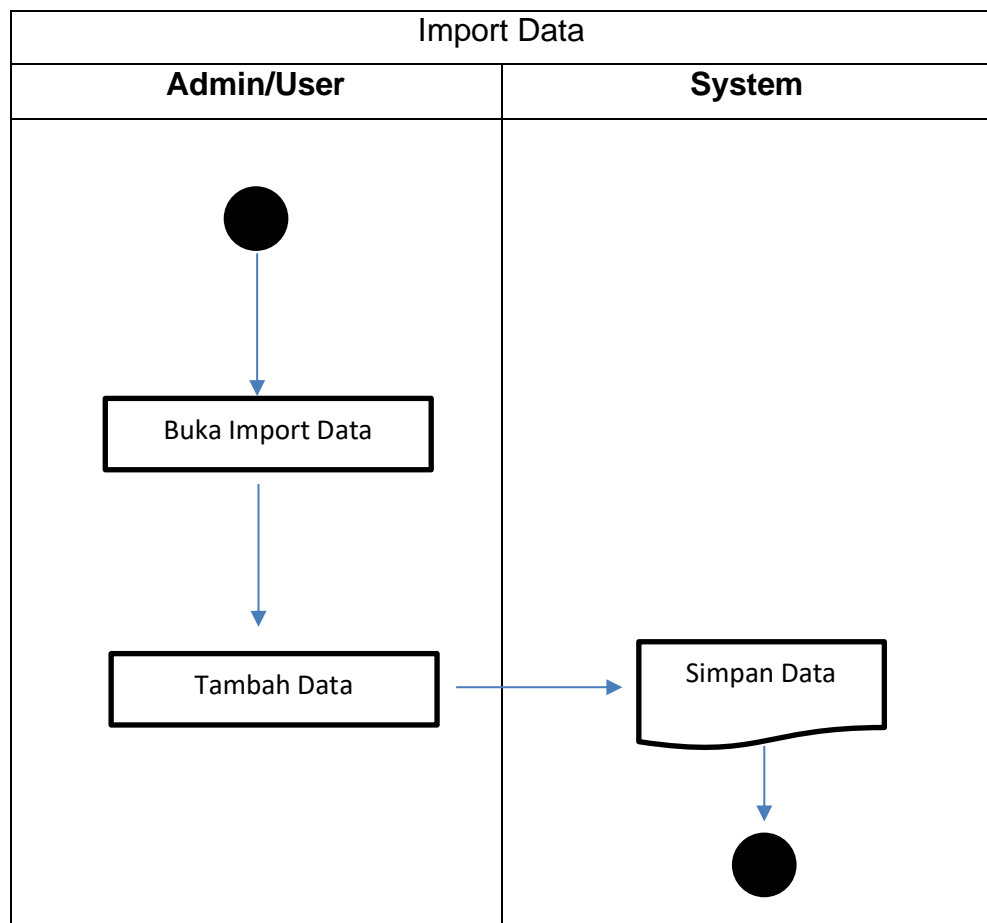 Import Data
Admin/User
System
Buka Import Data
Tambah Data
Simpan Data